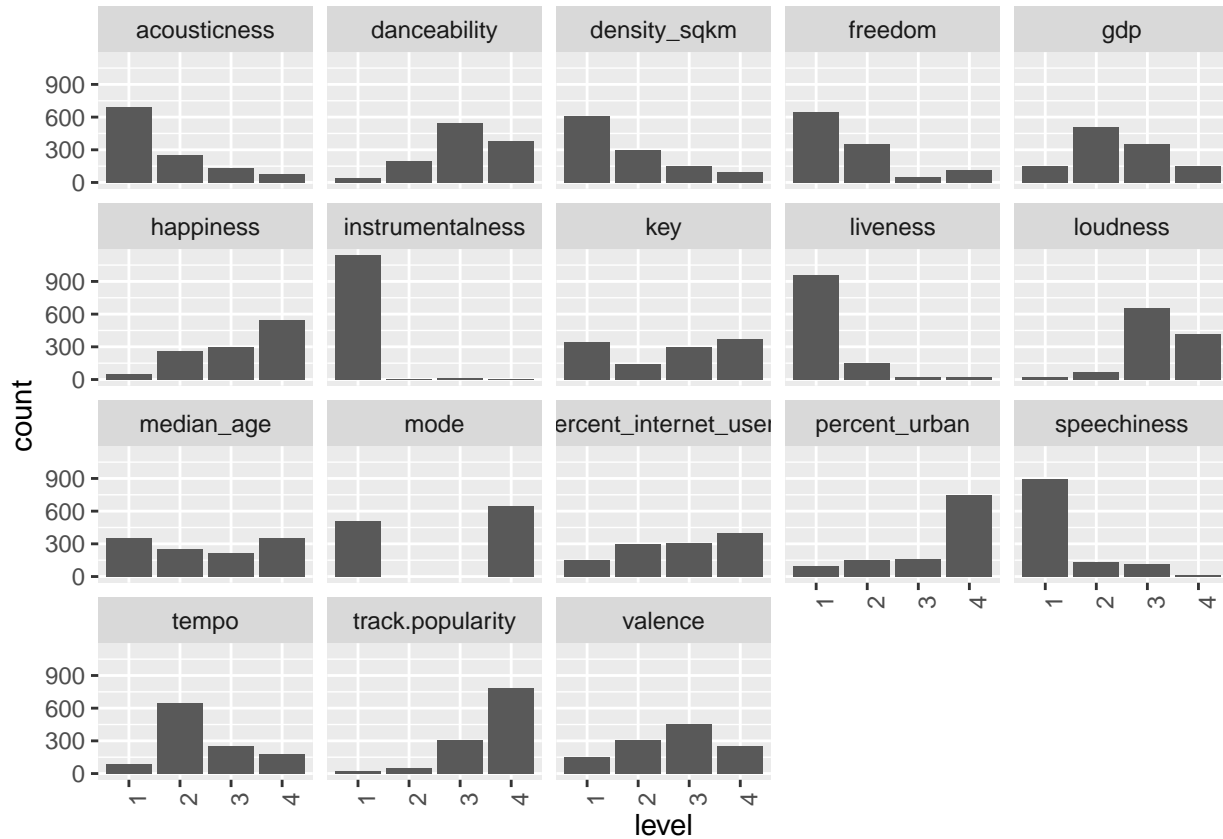 acousticness danceability density_sqkm freedom gdp
900
600
300
0
happiness instrumentalness key liveness loudness
900
600
300
0
count
median_age mode ercent_internet_user percent_urban speechiness
900
600
300
0
1 2 3 4 1 2 3 4
tempo track.popularity valence
900
600
300
0
1 2 3 4 1 2 3 4 1 2 3 4
level